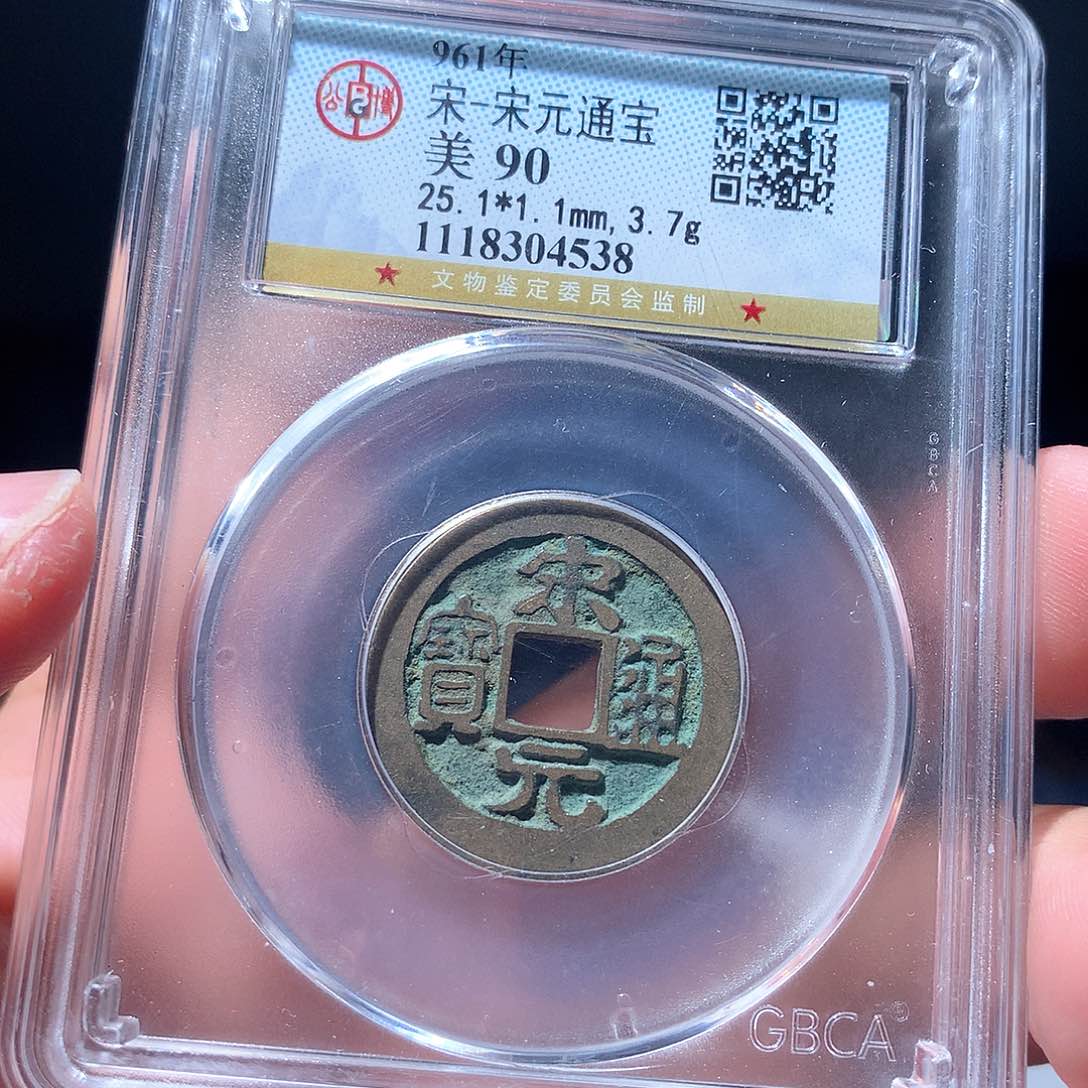 961年
宋-宋元通宝
美 90
25.1*1.1mm,3.7g
1118304538
★ 文物鉴定委员会监制 ★
GBCA
宋
寶 通
元
GBCA